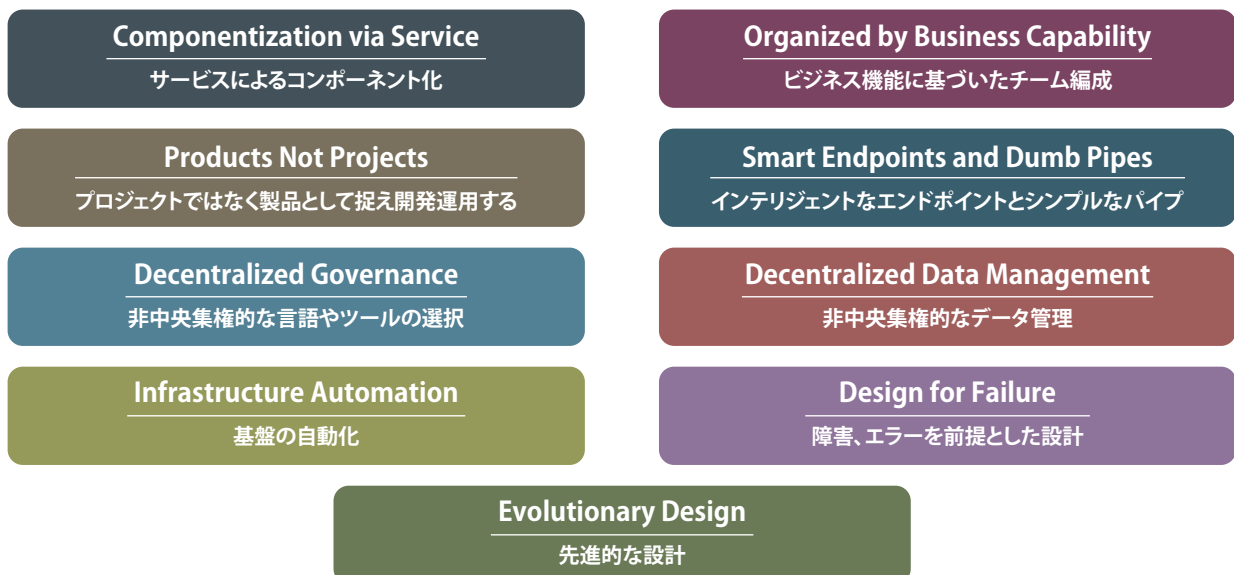 Componentization via Service
サービスによるコンポーネント化
Organized by Business Capability
ビジネス機能に基づいたチーム編成
Products Not Projects
プロジェクトではなく製品として捉え開発運用する
Smart Endpoints and Dumb Pipes
インテリジェントなエンドポイントとシンプルなパイプ
Decentralized Governance
非中央集権的な言語やツールの選択
Decentralized Data Management
非中央集権的なデータ管理
Infrastructure Automation
基盤の自動化
Design for Failure
障害、エラーを前提とした設計
Evolutionary Design
先進的な設計